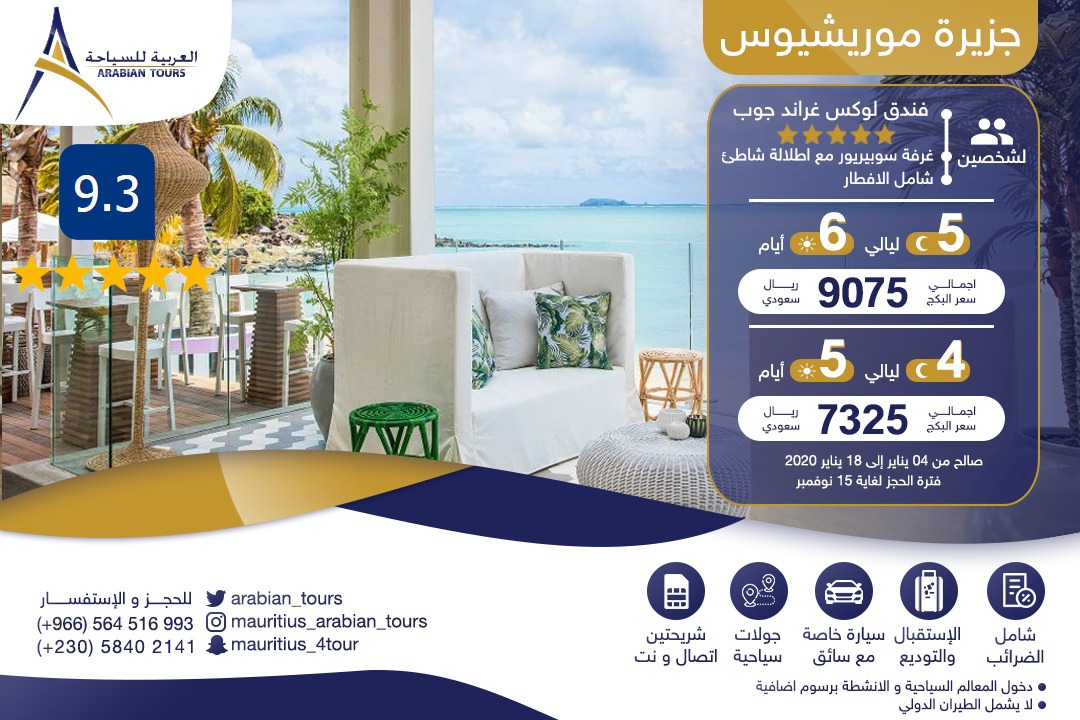 العربية للسياحة
ARABIAN TOURS
9.3
جزيرة موريشيوس
لشخصين
فندق لوكس غراند جوب
غرفة سوبيريور مع اطلالة شاطئ
شامل الافطار
5 ليالي 6 أيام
اجمالي سعر البكج 9075 ريال سعودي
4 ليالي 5 أيام
اجمالي سعر البكج 7325 ريال سعودي
صالح من 04 يناير إلى 18 يناير 2020
فترة الحجز لغاية 15 نوفمبر
شامل الضرائب
الإستقبال والتوديع
سيارة خاصة مع سائق
جولات سياحية
شريحتين اتصال و نت
دخول المعالم السياحية و الانشطة برسوم اضافية
لا يشمل الطيران الدولي
للحجز و الإستفسار
(+966) 564 516 993
(+230) 5840 2141
arabian_tours
mauritius_arabian_tours
mauritius_4tour